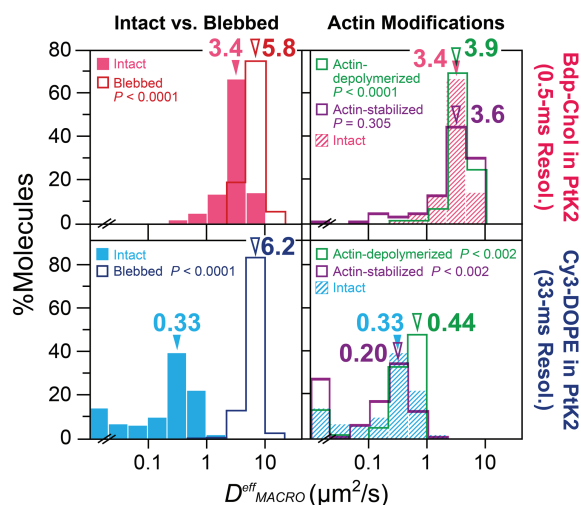 Intact vs. Blebbed
Actin Modifications
%Molecules
80
60
40
20
0
3.4
5.8
Intact
Blebbed
P < 0.0001
3.4
3.9
3.6
Actin-
depolymerized
P < 0.0001
Actin-stabilized
P = 0.305
Intact
Bdp-Chol in PtK2
(0.5-ms Resol.)
80
60
40
20
0
Intact
Blebbed P < 0.0001
6.2
0.33
Actin-depolymerized P < 0.002
Actin-stabilized P < 0.002
Intact
0.33
0.44
0.20
Cy3-DOPE in PtK2
(33-ms Resol.)
0.1 1 10
0.1 1 10
D^eff_MACRO (μm²/s)